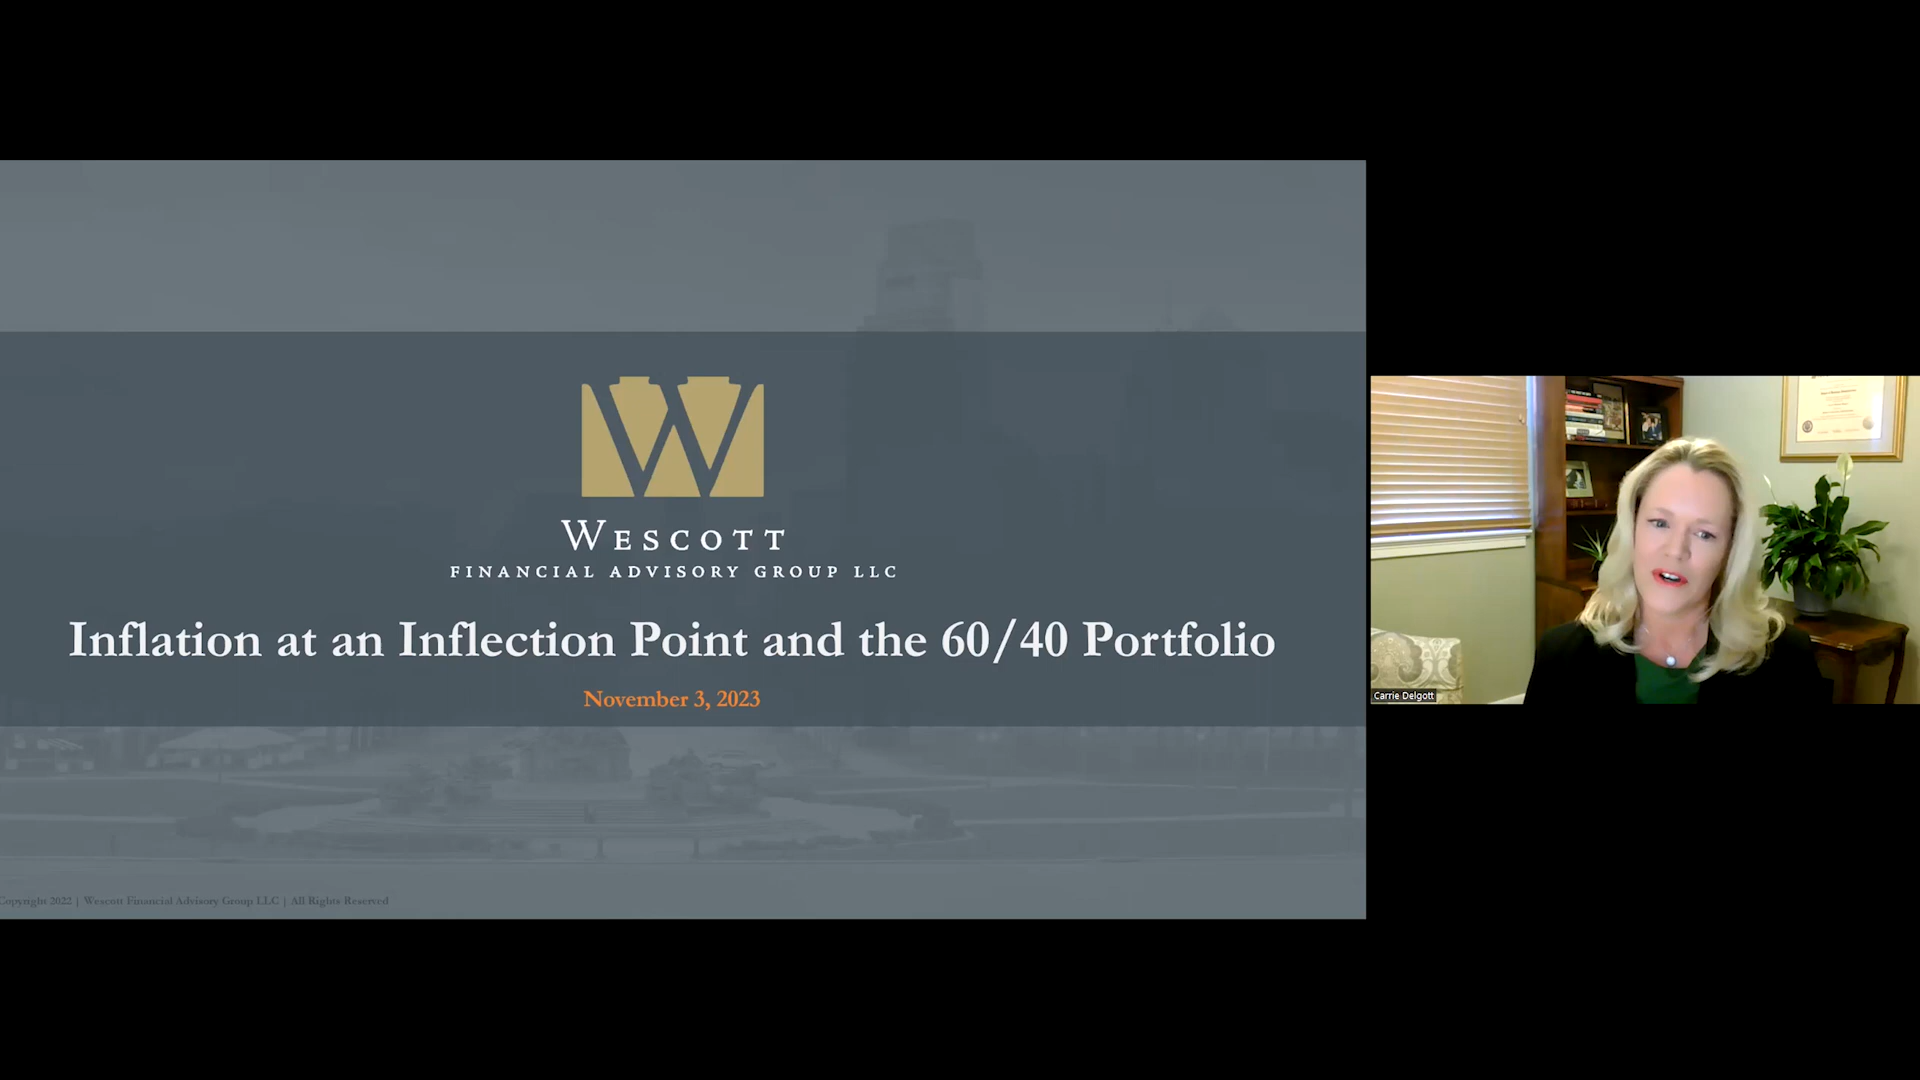 WESCOTT
FINANCIAL ADVISORY GROUP LLC
Inflation at an Inflection Point and the 60/40 Portfolio
November 3, 2023
Copyright 2022 | Wescott Financial Advisory Group LLC | All Rights Reserved
Carrie Delgott